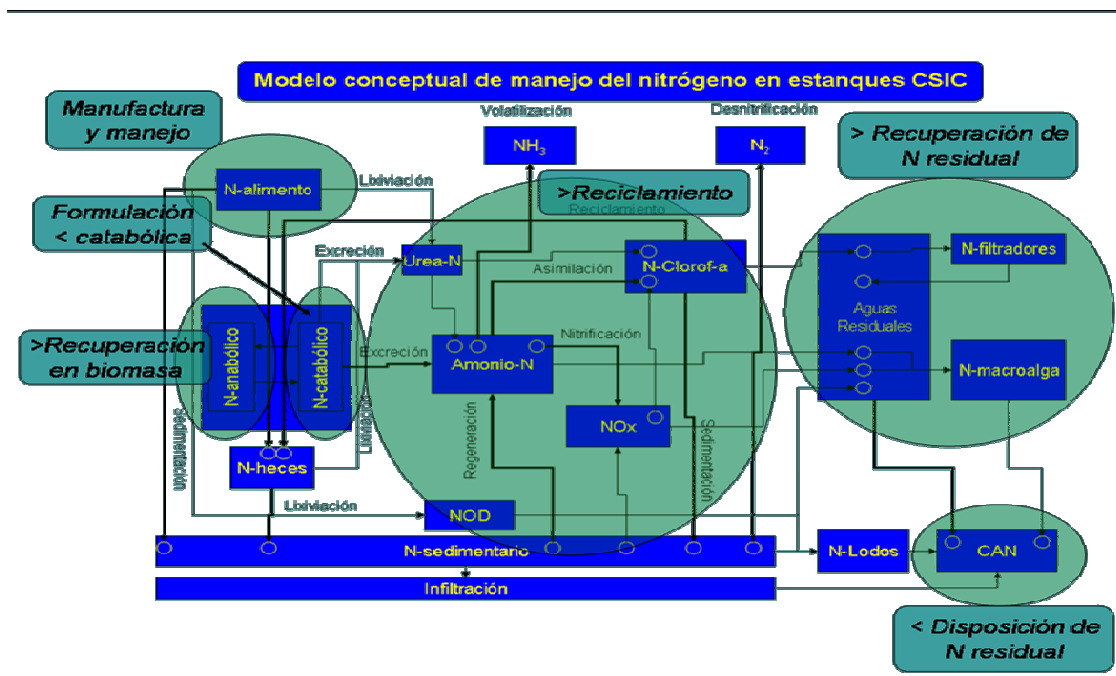 Modelo conceptual de manejo del nitrógeno en estanques CSIC
Manufactura
y manejo
Volatilización
Desnitrificación
NH₃
N₂
> Recuperación de
N residual
>Reciclamiento
Reciclamiento
N-alimento
Lixiviación
Formulación
< catabólica
Excreción
Urea-N
Asimilación
N-Clorof-a
N-filtradores
Aguas
Residuales
>Recuperación
en biomasa
N-anabólico
N-catabólico
Excreción
Nitrificación
Amonio-N
N-macroalga
NOx
Sedimentación
Lixiviación
Regeneración
Sedimentación
N-heces
Lixiviación
NOD
N-sedimentario
N-Lodos
CAN
Infiltración
< Disposición de
N residual